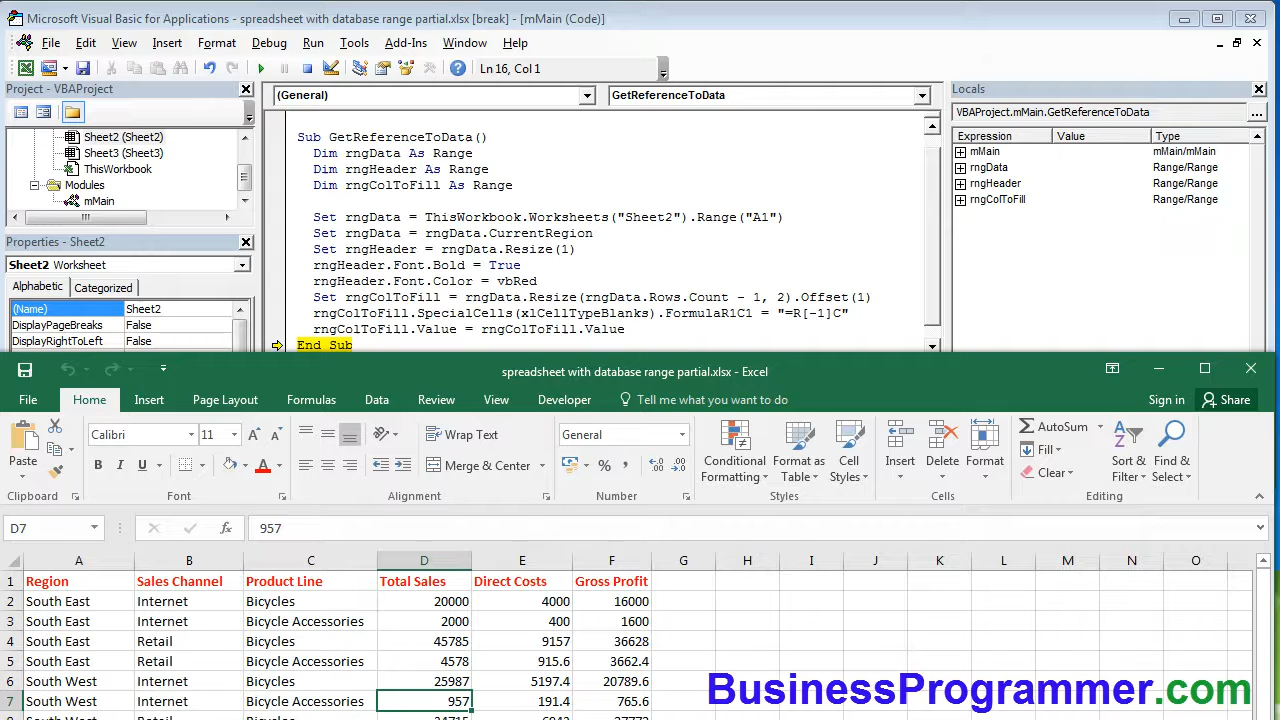 Microsoft Visual Basic for Applications - spreadsheet with database range partial.xlsx [break] - [mMain (Code)]
File Edit View Insert Format Debug Run Tools Add-Ins Window Help
Ln 16, Col 1
Project - VBAProject
Sheet2 (Sheet2)
Sheet3 (Sheet3)
ThisWorkbook
Modules
mMain
Properties - Sheet2
Sheet2 Worksheet
Alphabetic Categorized
(Name) Sheet2
DisplayPageBreaks False
DisplayRightToLeft False
(General) GetReferenceToData
Sub GetReferenceToData()
Dim rngData As Range
Dim rngHeader As Range
Dim rngColToFill As Range
Set rngData = ThisWorkbook.Worksheets("Sheet2").Range("A1")
Set rngData = rngData.CurrentRegion
Set rngHeader = rngData.Resize(1)
rngHeader.Font.Bold = True
rngHeader.Font.Color = vbRed
Set rngColToFill = rngData.Resize(rngData.Rows.Count - 1, 2).Offset(1)
rngColToFill.SpecialCells(xlCellTypeBlanks).FormulaR1C1 = "=R[-1]C"
rngColToFill.Value = rngColToFill.Value
End Sub
Locals
VBAProject.mMain.GetReferenceToData ...
Expression Value Type
mMain mMain/mMain
rngData Range/Range
rngHeader Range/Range
rngColToFill Range/Range
spreadsheet with database range partial.xlsx - Excel
File Home Insert Page Layout Formulas Data Review View Developer Tell me what you want to do Sign in Share
Paste
Clipboard
Calibri 11
B I U
Font
Wrap Text
Merge & Center
Alignment
General
Number
Conditional Formatting
Format as Table
Cell Styles
Styles
Insert Delete Format
Cells
AutoSum
Fill
Clear
Sort & Filter
Find & Select
Editing
D7 fx 957
A B C D E F G H I J K L M N O
1 Region Sales Channel Product Line Total Sales Direct Costs Gross Profit
2 South East Internet Bicycles 20000 4000 16000
3 South East Internet Bicycle Accessories 2000 400 1600
4 South East Retail Bicycles 45785 9157 36628
5 South East Retail Bicycle Accessories 4578 915.6 3662.4
6 South West Internet Bicycles 25987 5197.4 20789.6
7 South West Internet Bicycle Accessories 957 191.4 765.6
BusinessProgrammer.com